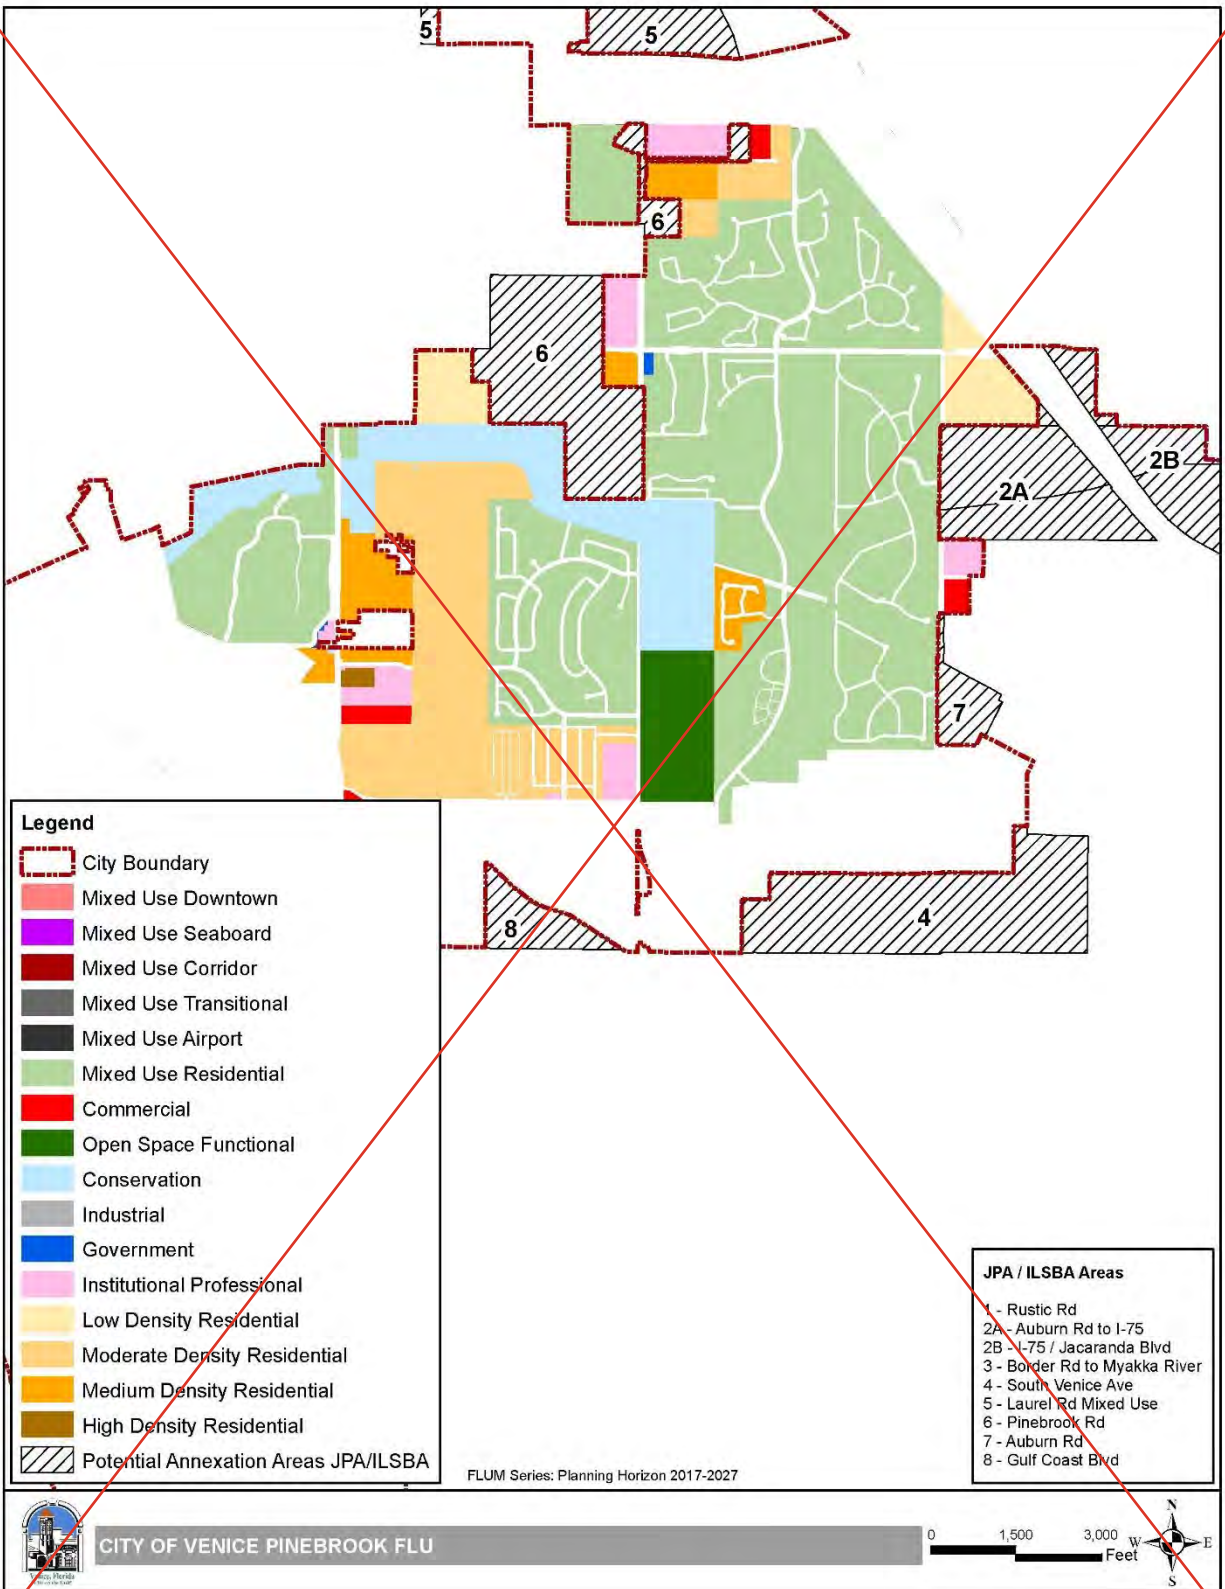 5
5
6
6
2B
2A
7
8
4
Legend
City Boundary
Mixed Use Downtown
Mixed Use Seaboard
Mixed Use Corridor
Mixed Use Transitional
Mixed Use Airport
Mixed Use Residential
Commercial
Open Space Functional
Conservation
Industrial
Government
Institutional Professional
Low Density Residential
Moderate Density Residential
Medium Density Residential
High Density Residential
Potential Annexation Areas JPA/ILSBA
JPA / ILSBA Areas
1 - Rustic Rd
2A - Auburn Rd to I-75
2B - I-75 / Jacaranda Blvd
3 - Border Rd to Myakka River
4 - South Venice Ave
5 - Laurel Rd Mixed Use
6 - Pinebrook Rd
7 - Auburn Rd
8 - Gulf Coast Blvd
FLUM Series: Planning Horizon 2017-2027
CITY OF VENICE PINEBROOK FLU
0 1,500 3,000
Feet
N
W E
S
Venice, Florida